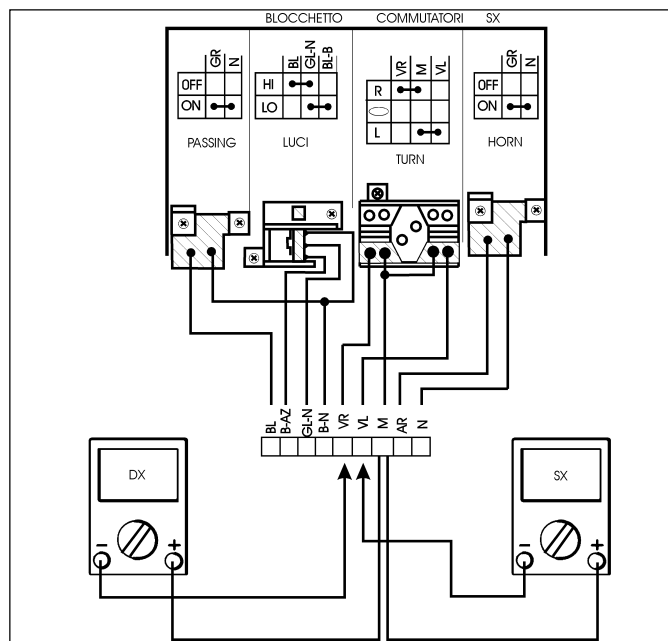 BLOCCHETTO COMMUTATORI SX
GR N
OFF
ON
PASSING
BL GL-N BL-B
HI
LO
LUCI
VR M VL
R
L
TURN
GR N
OFF
ON
HORN
BL B-AZ GL-N B-N VR VL M AR N
DX
- +
SX
- +